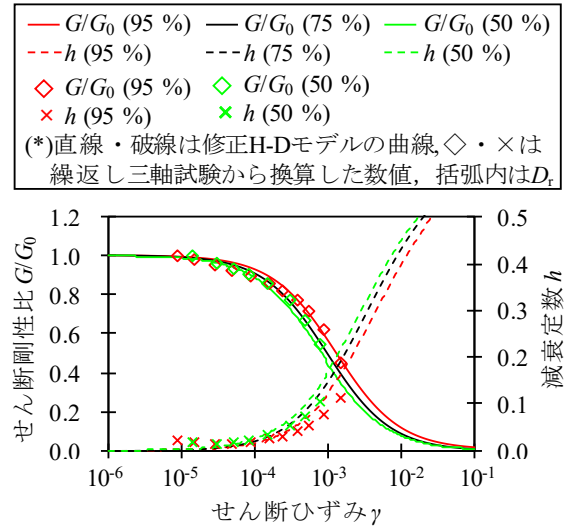 G/G0 (95 %) G/G0 (75 %) G/G0 (50 %)
h (95 %) h (75 %) h (50 %)
G/G0 (95 %) G/G0 (50 %)
h (95 %) h (50 %)
(*)直線・破線は修正H-Dモデルの曲線,◇・×は
繰返し三軸試験から換算した数値，括弧内はDr
せん断剛性比 G/G0
1.2
1.0
0.8
0.6
0.4
0.2
0.0
0.5
0.4
0.3
0.2
0.1
0.0
減衰定数 h
10-6 10-5 10-4 10-3 10-2 10-1
せん断ひずみγ